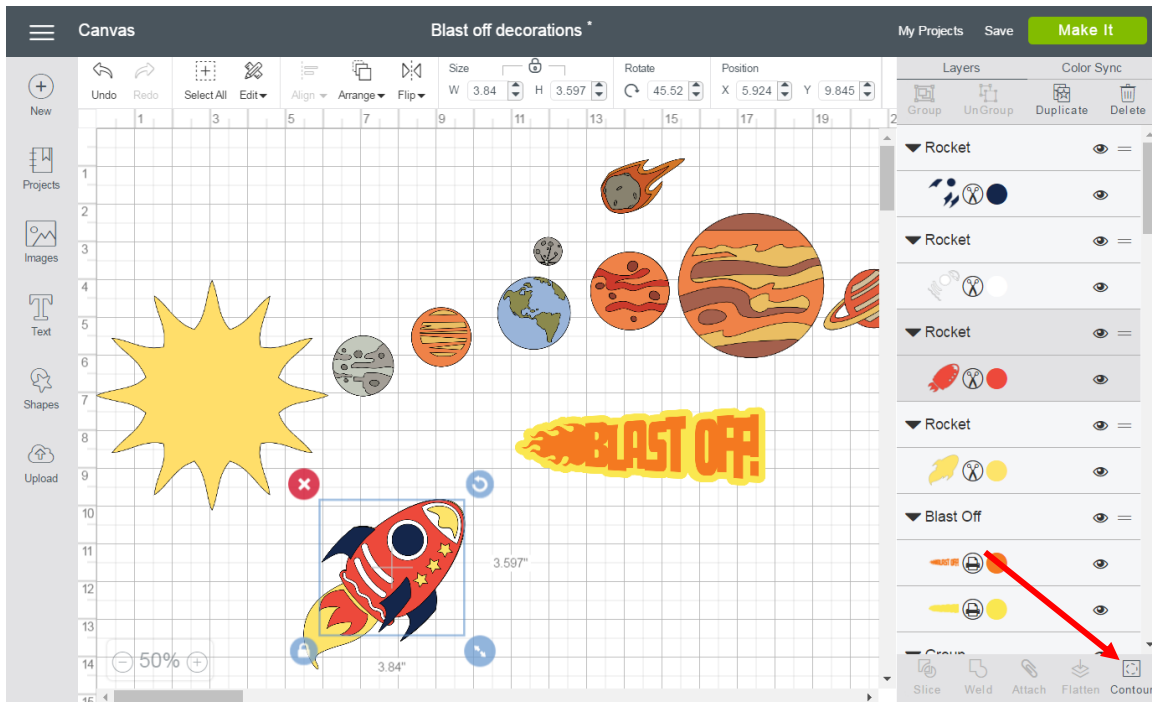 Canvas
Blast off decorations *
My Projects Save Make It
New
Projects
Images
Text
Shapes
Upload
Undo Redo Select All Edit Align Arrange Flip
Size
W 3.84 H 3.597
Rotate
45.52
Position
X 5.924 Y 9.845
Layers Color Sync
Group UnGroup Duplicate Delete
1 3 5 7 9 11 13 15 17 19 2
1
2
3
4
5
6
7
8
9
10
11
12
13
14
15
BLAST OFF!
3.597"
3.84"
50%
Rocket
Rocket
Rocket
Rocket
Blast Off
BLAST OFF!
Group
Slice Weld Attach Flatten Contour